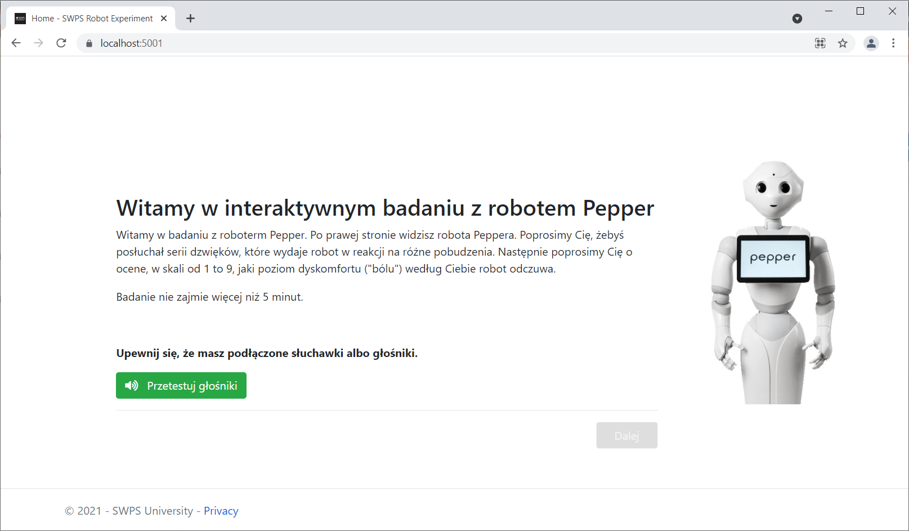 Home - SWPS Robot Experiment
localhost:5001
Witamy w interaktywnym badaniu z robotem Pepper
Witamy w badaniu z roboterm Pepper. Po prawej stronie widzisz robota Peppera. Poprosimy Cię, żebyś
posłuchał serii dzwięków, które wydaje robot w reakcji na różne pobudzenia. Następnie poprosimy Cię o
ocene, w skali od 1 to 9, jaki poziom dyskomfortu ("bólu") według Ciebie robot odczuwa.
Badanie nie zajmie więcej niż 5 minut.
pepper
Upewnij się, że masz podłączone słuchawki albo głośniki.
Przetestuj głośniki
Dalej
© 2021 - SWPS University - Privacy